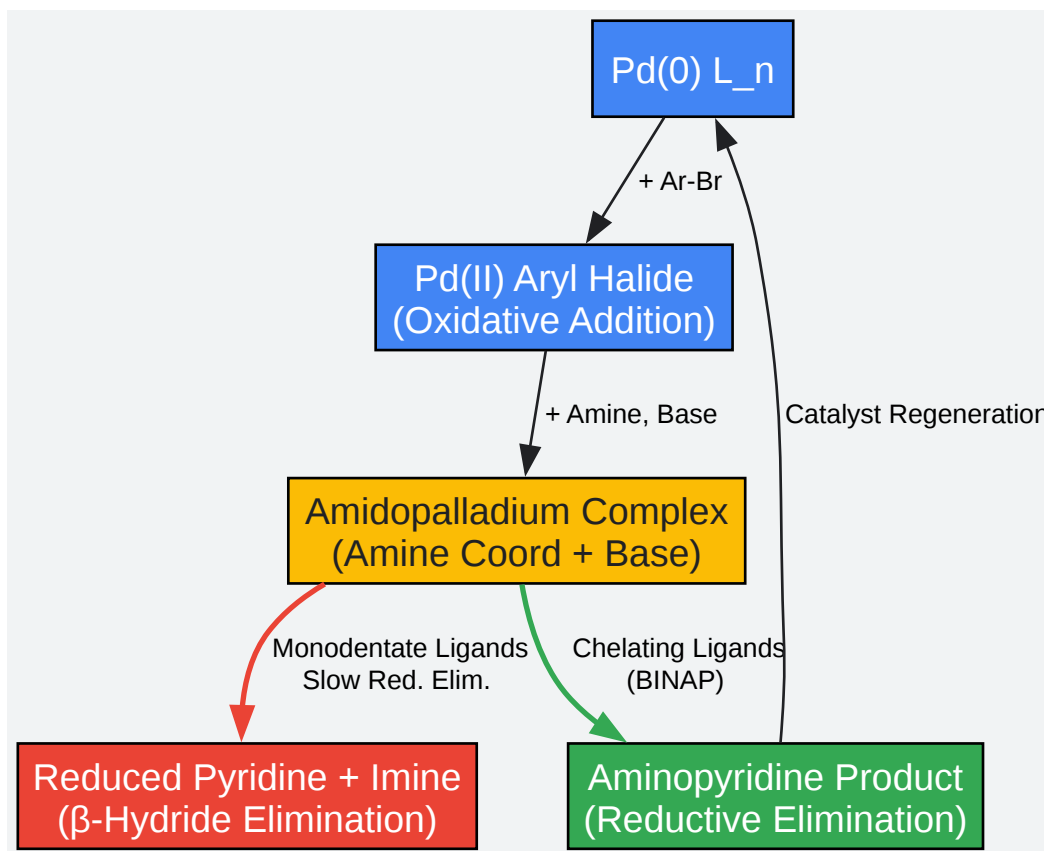 Pd(0) L_n
+ Ar-Br
Pd(II) Aryl Halide
(Oxidative Addition)
+ Amine, Base
Catalyst Regeneration
Amidopalladium Complex
(Amine Coord + Base)
Monodentate Ligands
Slow Red. Elim.
Chelating Ligands
(BINAP)
Reduced Pyridine + Imine
(β-Hydride Elimination)
Aminopyridine Product
(Reductive Elimination)